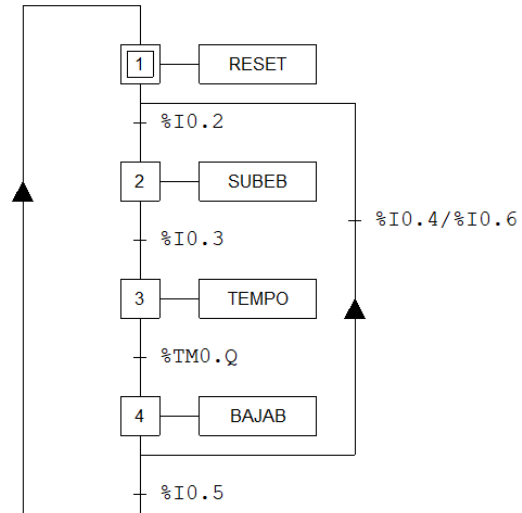 1 RESET
%I0.2
2 SUBEB
%I0.4/%I0.6
%I0.3
3 TEMPO
%TM0.Q
4 BAJAB
%I0.5